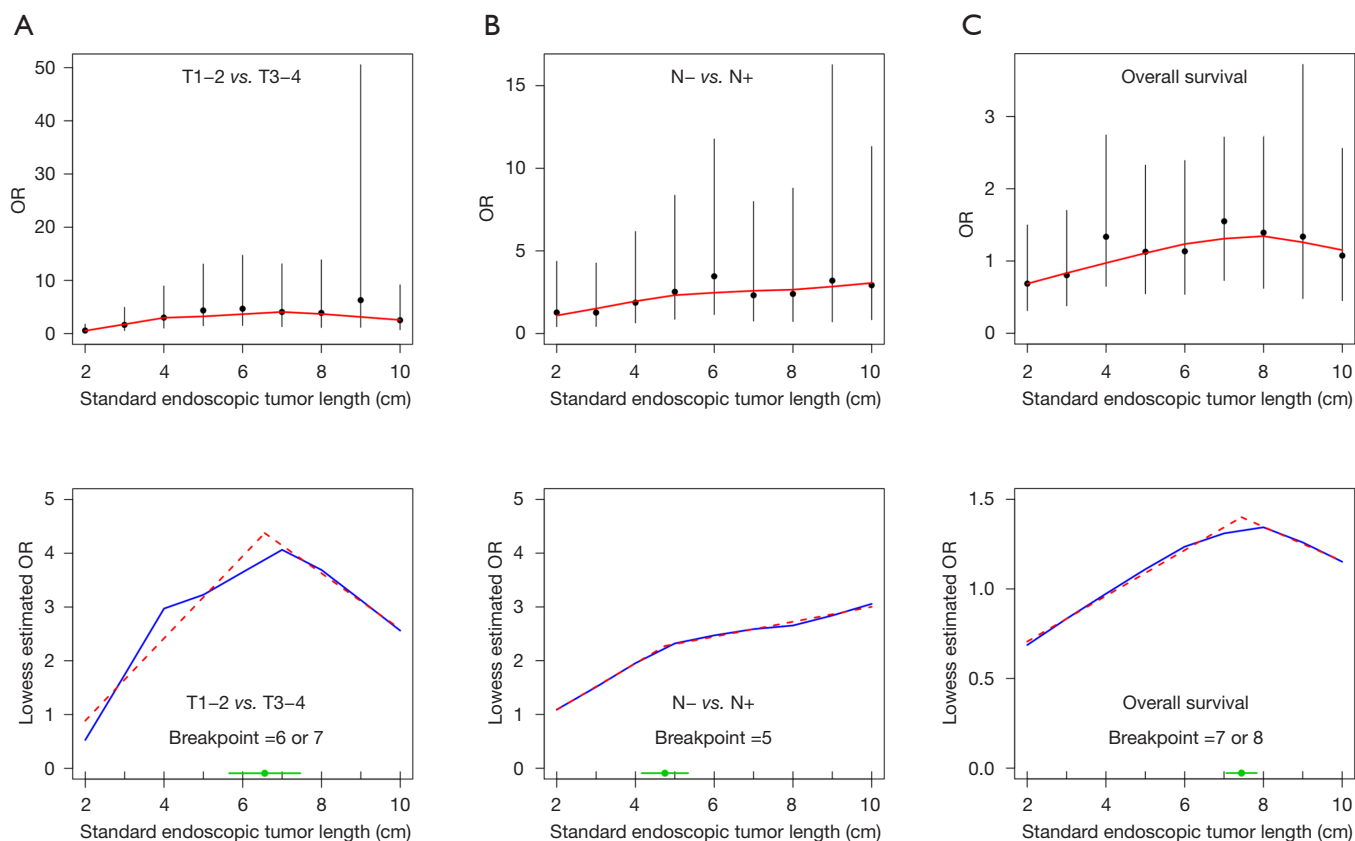 A
T1–2 vs. T3–4
OR
50
40
30
20
10
0
2 4 6 8 10
Standard endoscopic tumor length (cm)
B
N– vs. N+
OR
15
10
5
0
2 4 6 8 10
Standard endoscopic tumor length (cm)
C
Overall survival
OR
3
2
1
0
2 4 6 8 10
Standard endoscopic tumor length (cm)
Lowess estimated OR
5
4
3
2
1
0
T1–2 vs. T3–4
Breakpoint =6 or 7
2 4 6 8 10
Standard endoscopic tumor length (cm)
Lowess estimated OR
5
4
3
2
1
0
N– vs. N+
Breakpoint =5
2 4 6 8 10
Standard endoscopic tumor length (cm)
Lowess estimated OR
1.5
1.0
0.5
0.0
Overall survival
Breakpoint =7 or 8
2 4 6 8 10
Standard endoscopic tumor length (cm)